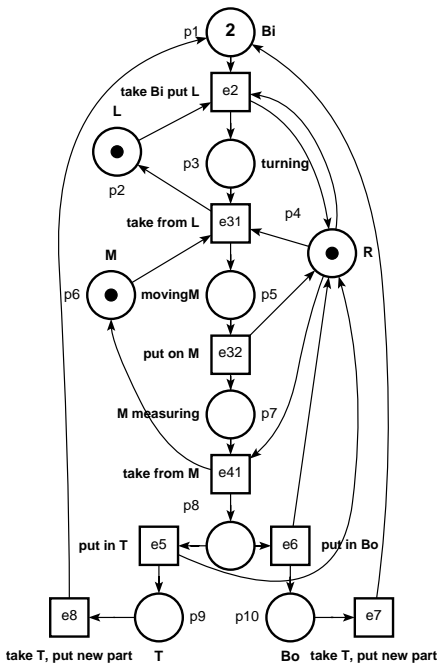 p1 2 Bi
take Bi put L e2
L
p3 turning
p2
p4
take from L e31
M R
p6 movingM p5
put on M e32
M measuring p7
take from M e41
p8
put in T e5 e6 put in Bo
e8 p9 p10 e7
take T, put new part T Bo take T, put new part